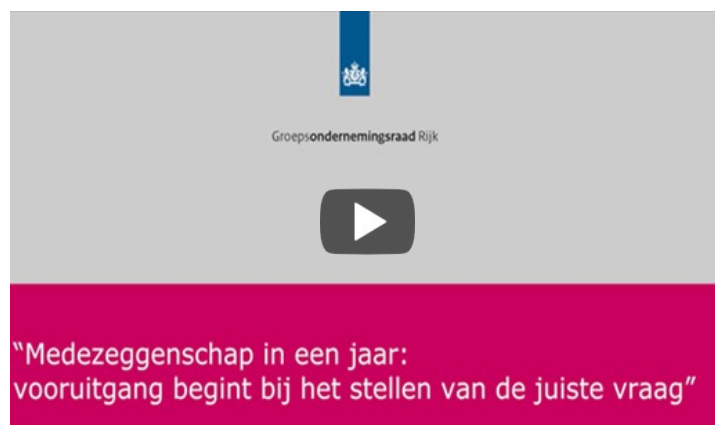 Groepsondernemingsraad Rijk
“Medezeggenschap in een jaar:
vooruitgang begint bij het stellen van de juiste vraag”